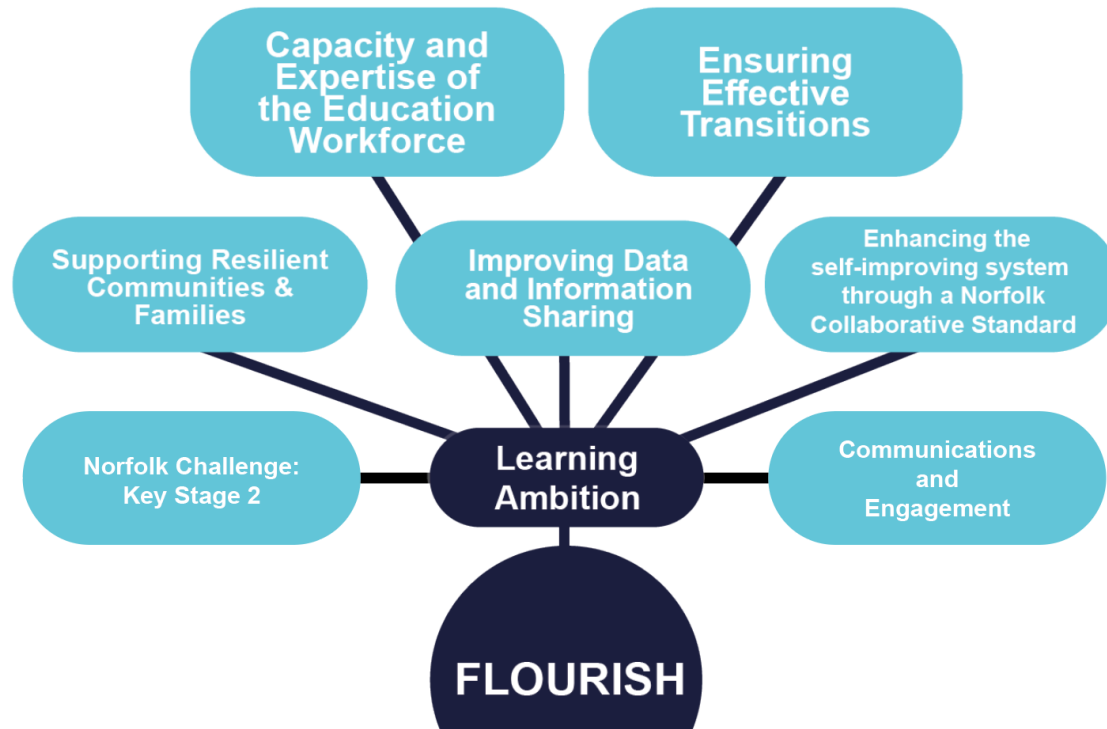 Capacity and
Expertise of
the Education
Workforce
Ensuring
Effective
Transitions
Supporting Resilient
Communities &
Families
Improving Data
and Information
Sharing
Enhancing the
self-improving system
through a Norfolk
Collaborative Standard
Norfolk Challenge:
Key Stage 2
Learning
Ambition
Communications
and
Engagement
FLOURISH